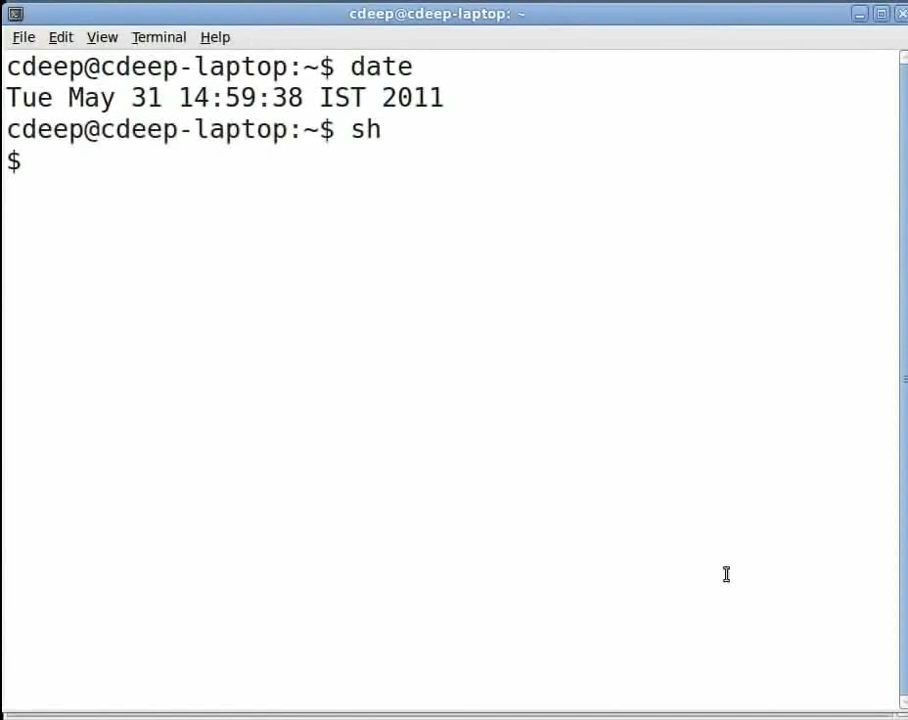 cdeep@cdeep-laptop: ~
File Edit View Terminal Help
cdeep@cdeep-laptop:~$ date
Tue May 31 14:59:38 IST 2011
cdeep@cdeep-laptop:~$ sh
$